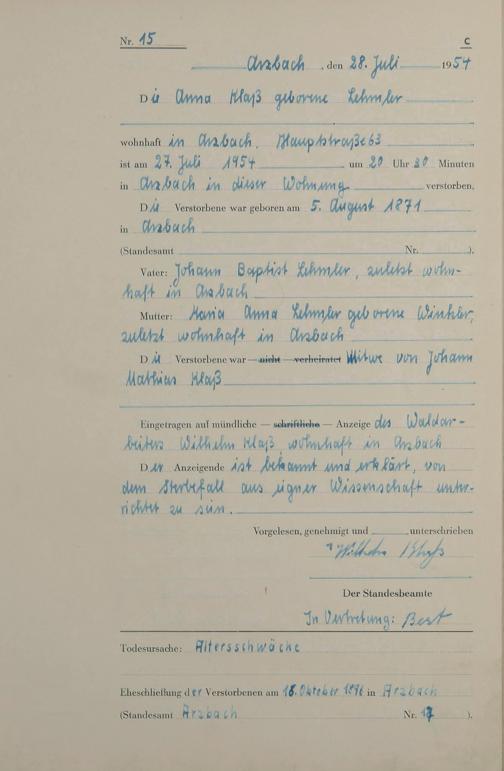 Nr. 15 C
Arzbach, den 28. Juli 1954
Die Anna Klaß geborene Lehmler
wohnhaft in Arzbach, Hauptstraße 63
ist am 27. Juli 1954 um 20 Uhr 30 Minuten
in Arzbach in dieser Wohnung verstorben.
Die Verstorbene war geboren am 5. August 1871
in Arzbach
(Standesamt Nr. ).
Vater: Johann Baptist Lehmler, zuletzt wohn-
haft in Arzbach
Mutter: Maria Anna Lehmler geborene Winkler,
zuletzt wohnhaft in Arzbach
Die Verstorbene war — nicht — verheiratet Witwe von Johann
Mathias Klaß
Eingetragen auf mündliche — schriftliche — Anzeige des Waldar-
beiters Wilhelm Klaß, wohnhaft in Arzbach
Der Anzeigende ist bekannt und erklärt, von
dem Sterbefall aus eigner Wissenschaft unter-
richtet zu sein.
Vorgelesen, genehmigt und unterschrieben
Wilhelm Klaß
Der Standesbeamte
In Vertretung: Best
Todesursache: Altersschwäche
Eheschließung der Verstorbenen am 18. Oktober 1896 in Arzbach
(Standesamt Arzbach Nr. 17 ).